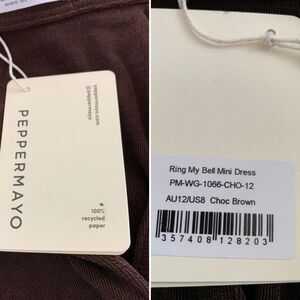 PEPPERMAYO
peppermayo.com
@peppermayo
100%
recycled
paper
Ring My Bell Mini Dress
PM-WG-1066-CHO-12
AU12/US8 Choc Brown
357408128203